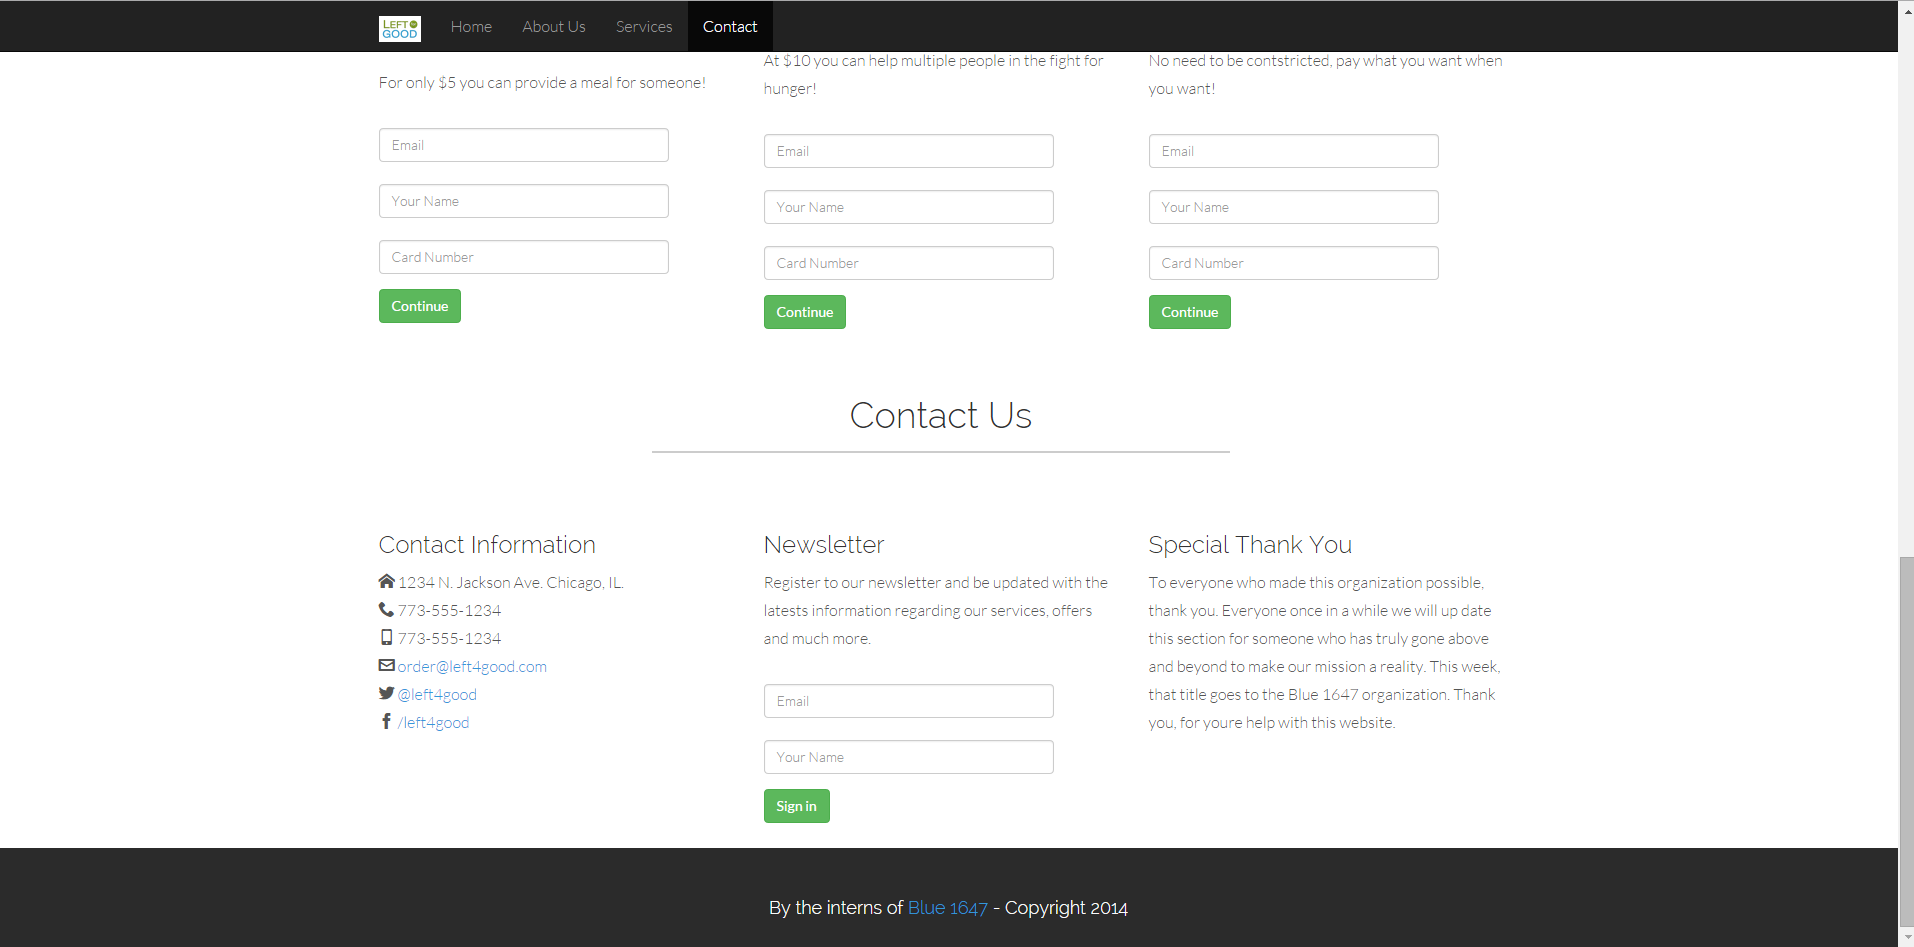 LEFT GOOD
Home
About Us
Services
Contact
For only $5 you can provide a meal for someone!
Email
Your Name
Card Number
Continue
At $10 you can help multiple people in the fight for
hunger!
Email
Your Name
Card Number
Continue
No need to be contstricted, pay what you want when
you want!
Email
Your Name
Card Number
Continue
Contact Us
Contact Information
1234 N. Jackson Ave. Chicago, IL.
773-555-1234
773-555-1234
order@left4good.com
@left4good
/left4good
Newsletter
Register to our newsletter and be updated with the
latests information regarding our services, offers
and much more.
Email
Your Name
Sign in
Special Thank You
To everyone who made this organization possible,
thank you. Everyone once in a while we will up date
this section for someone who has truly gone above
and beyond to make our mission a reality. This week,
that title goes to the Blue 1647 organization. Thank
you, for youre help with this website.
By the interns of Blue 1647 - Copyright 2014